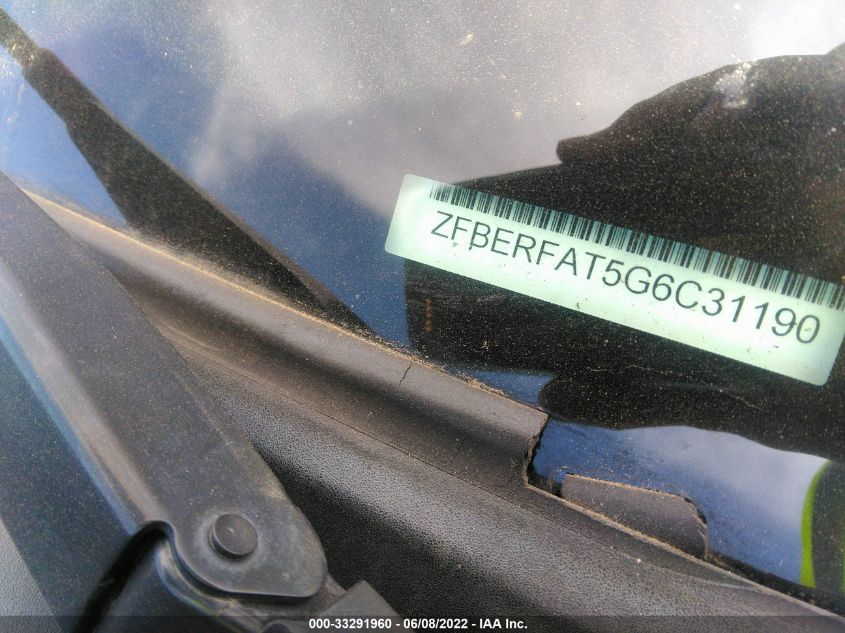 ZFBERFAT5G6C31190
000-33291960 - 06/08/2022 - IAA Inc.